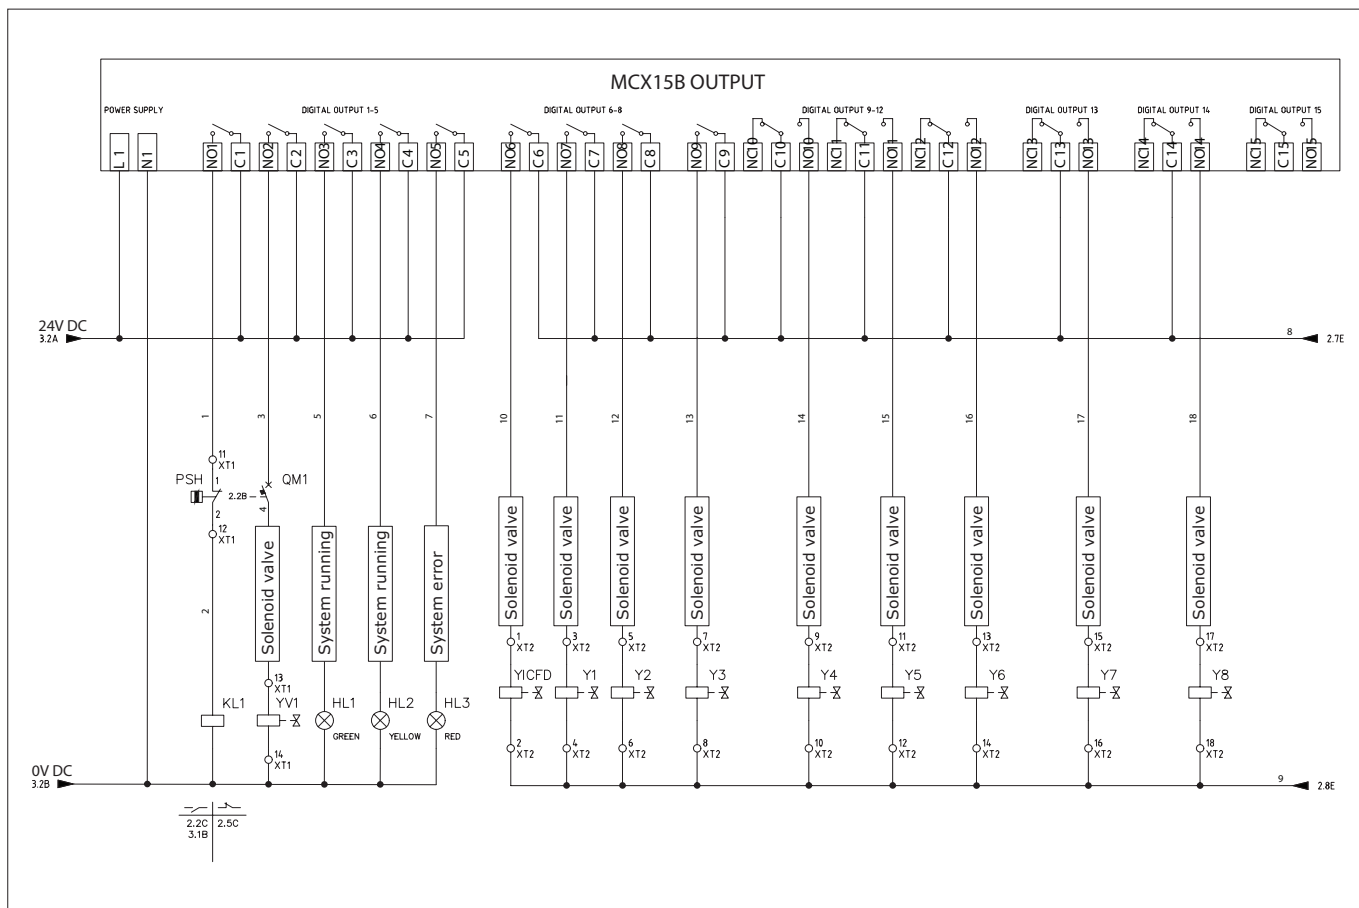 MCX15B OUTPUT
POWER SUPPLY
DIGITAL OUTPUT 1-5
DIGITAL OUTPUT 6-8
DIGITAL OUTPUT 9-12
DIGITAL OUTPUT 13
DIGITAL OUTPUT 14
DIGITAL OUTPUT 15
L1
N1
NO1
C1
NO2
C2
NO3
C3
NO4
C4
NO5
C5
NO6
C6
NO7
C7
NO8
C8
NO9
C9
NC10
C10
NO10
NC11
C11
NO11
NC12
C12
NO12
NC13
C13
NO13
NC14
C14
NO14
NC15
C15
NO15
24V DC
3.2A
8
2.7E
1
3
5
6
7
10
11
12
13
14
15
16
17
18
11
XT1
PSH
1
2
2.2B
QM1
4
12
XT1
2
Solenoid valve
System running
System running
System error
Solenoid valve
Solenoid valve
Solenoid valve
Solenoid valve
Solenoid valve
Solenoid valve
Solenoid valve
Solenoid valve
Solenoid valve
1
XT2
3
XT2
5
XT2
7
XT2
9
XT2
11
XT2
13
XT2
15
XT2
17
XT2
YICFD
Y1
Y2
Y3
Y4
Y5
Y6
Y7
Y8
13
XT1
KL1
YV1
HL1
GREEN
HL2
YELLOW
HL3
RED
14
XT1
2
XT2
4
XT2
6
XT2
8
XT2
10
XT2
12
XT2
14
XT2
16
XT2
18
XT2
0V DC
3.2B
9
2.8E
2.2C
2.5C
3.1B